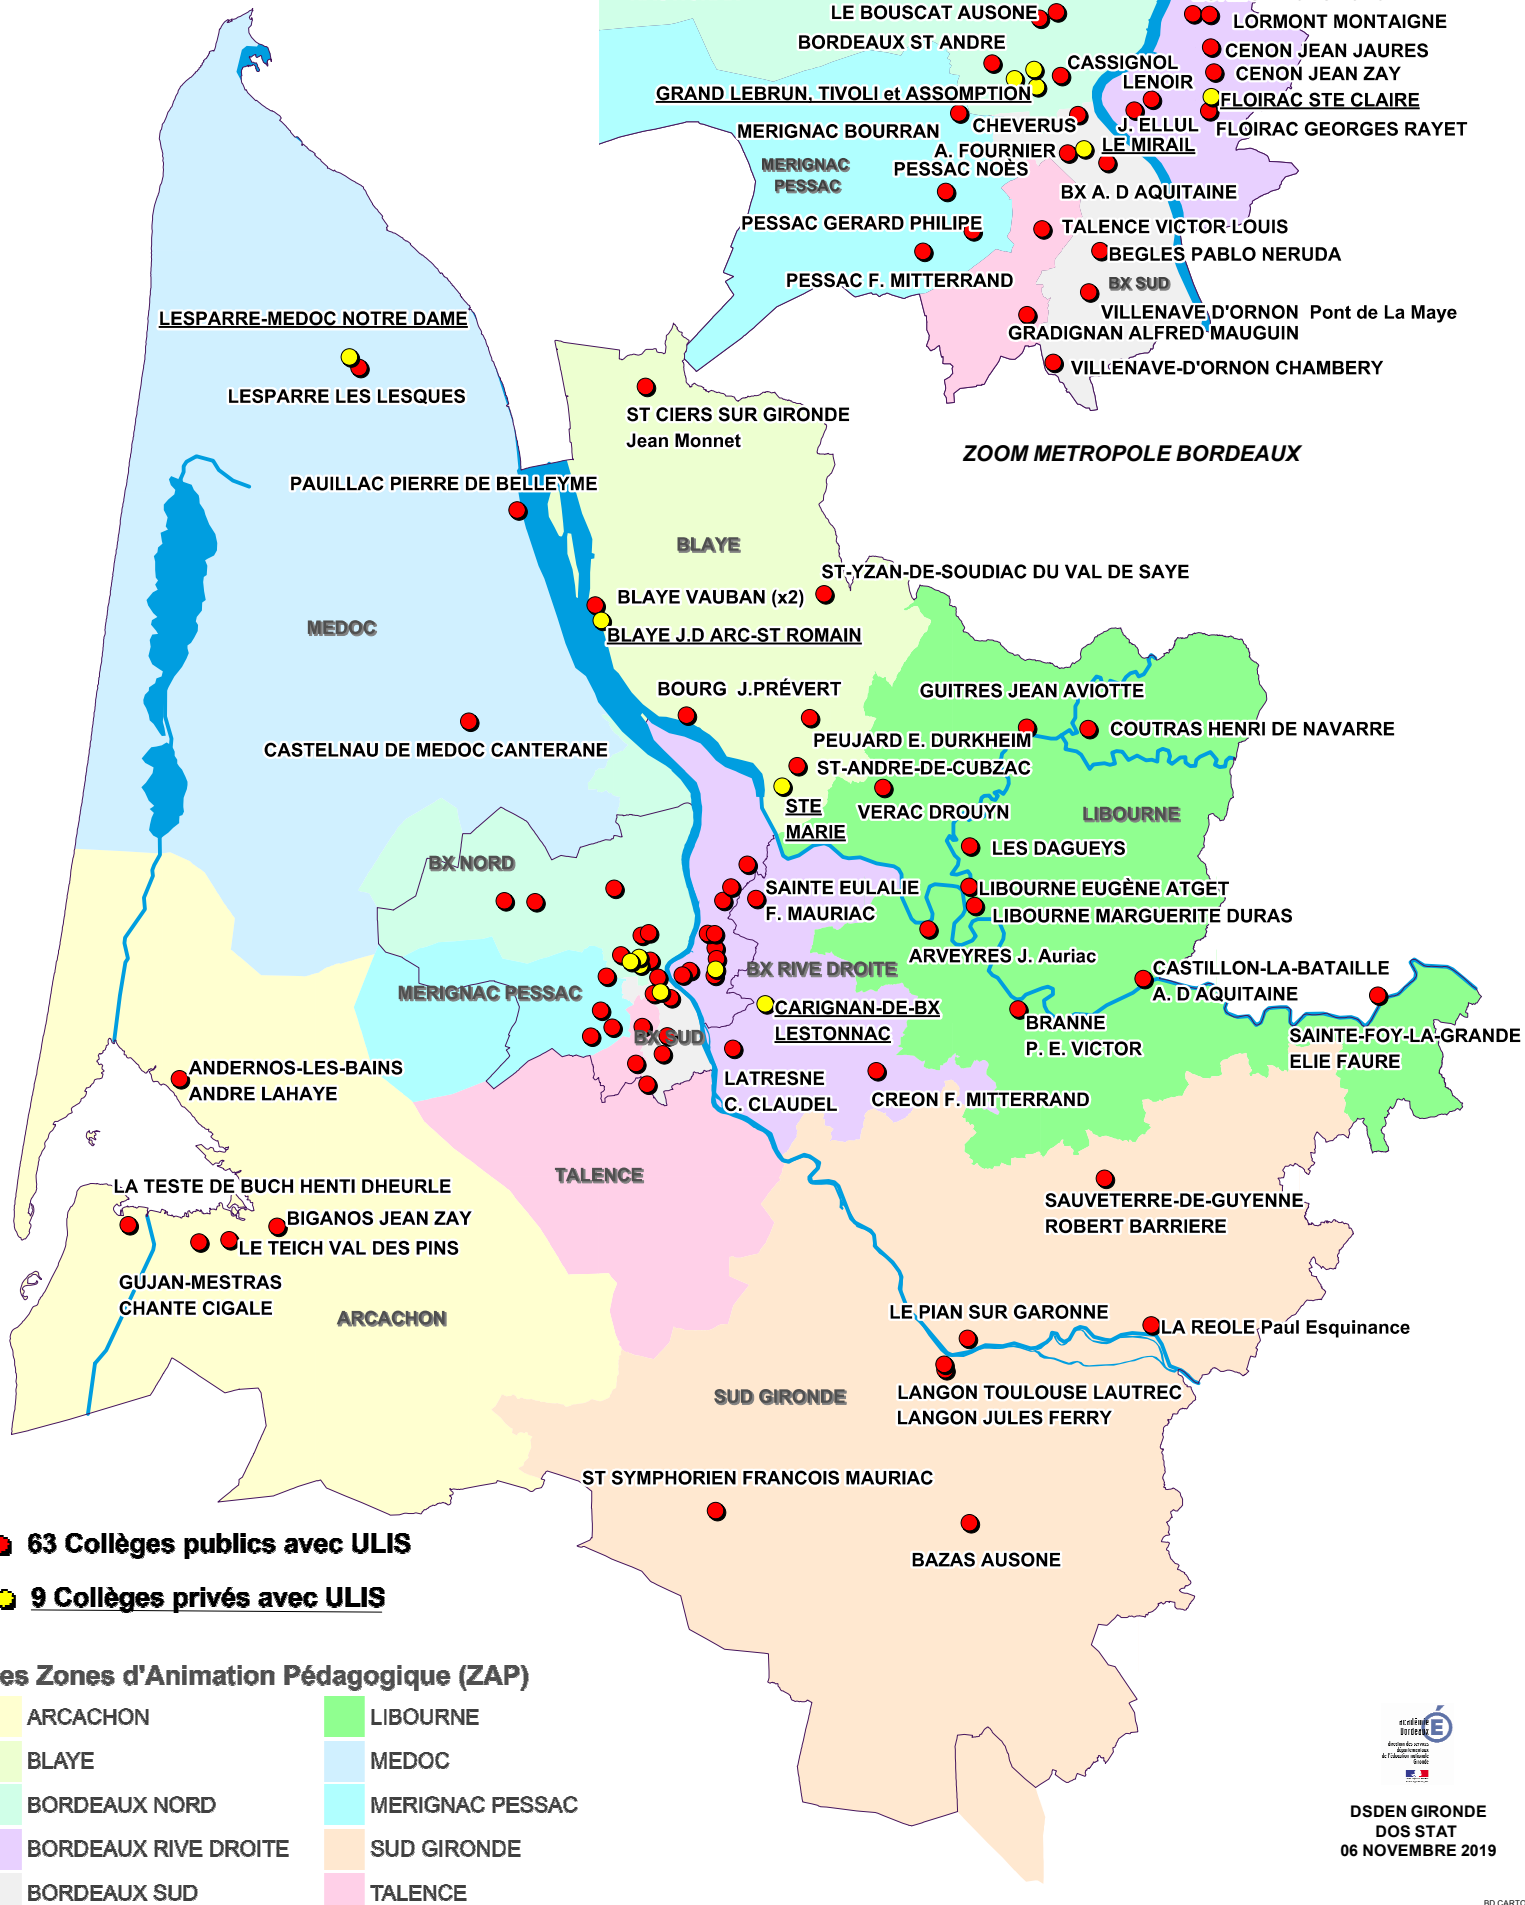 LE BOUSCAT AUSONE
LORMONT MONTAIGNE
BORDEAUX ST ANDRE
CENON JEAN JAURES
CASSIGNOL
CENON JEAN ZAY
LENOIR
GRAND LEBRUN, TIVOLI et ASSOMPTION
FLOIRAC STE CLAIRE
MERIGNAC BOURRAN
CHEVERUS
J. ELLUL
FLOIRAC GEORGES RAYET
A. FOURNIER
LE MIRAIL
MERIGNAC
PESSAC
PESSAC NOÈS
BX A. D AQUITAINE
PESSAC GERARD PHILIPE
TALENCE VICTOR LOUIS
BEGLES PABLO NERUDA
PESSAC F. MITTERRAND
BX SUD
VILLENAVE D'ORNON Pont de La Maye
GRADIGNAN ALFRED MAUGUIN
VILLENAVE-D'ORNON CHAMBERY
ZOOM METROPOLE BORDEAUX
LESPARRE-MEDOC NOTRE DAME
LESPARRE LES LESQUES
ST CIERS SUR GIRONDE
Jean Monnet
PAUILLAC PIERRE DE BELLEYME
BLAYE
ST-YZAN-DE-SOUDIAC DU VAL DE SAYE
BLAYE VAUBAN (x2)
MEDOC
BLAYE J.D ARC-ST ROMAIN
BOURG J.PRÉVERT
GUITRES JEAN AVIOTTE
COUTRAS HENRI DE NAVARRE
PEUJARD E. DURKHEIM
CASTELNAU DE MEDOC CANTERANE
ST-ANDRE-DE-CUBZAC
STE
MARIE
VERAC DROUYN
LIBOURNE
LES DAGUEYS
BX NORD
SAINTE EULALIE
F. MAURIAC
LIBOURNE EUGÈNE ATGET
LIBOURNE MARGUERITE DURAS
ARVEYRES J. Auriac
BX RIVE DROITE
CASTILLON-LA-BATAILLE
A. D AQUITAINE
MERIGNAC PESSAC
CARIGNAN-DE-BX
LESTONNAC
BRANNE
P. E. VICTOR
SAINTE-FOY-LA-GRANDE
ELIE FAURE
BX SUD
ANDERNOS-LES-BAINS
ANDRE LAHAYE
LATRESNE
C. CLAUDEL
CREON F. MITTERRAND
TALENCE
LA TESTE DE BUCH HENTI DHEURLE
BIGANOS JEAN ZAY
LE TEICH VAL DES PINS
SAUVETERRE-DE-GUYENNE
ROBERT BARRIERE
GUJAN-MESTRAS
CHANTE CIGALE
ARCACHON
LE PIAN SUR GARONNE
LA REOLE Paul Esquinance
SUD GIRONDE
LANGON TOULOUSE LAUTREC
LANGON JULES FERRY
ST SYMPHORIEN FRANCOIS MAURIAC
BAZAS AUSONE
63 Collèges publics avec ULIS
9 Collèges privés avec ULIS
es Zones d'Animation Pédagogique (ZAP)
ARCACHON
LIBOURNE
BLAYE
MEDOC
BORDEAUX NORD
MERIGNAC PESSAC
BORDEAUX RIVE DROITE
SUD GIRONDE
BORDEAUX SUD
TALENCE
académie
Bordeaux
É
direction des services
départementaux
de l'éducation nationale
Gironde
DSDEN GIRONDE
DOS STAT
06 NOVEMBRE 2019
BD CARTO